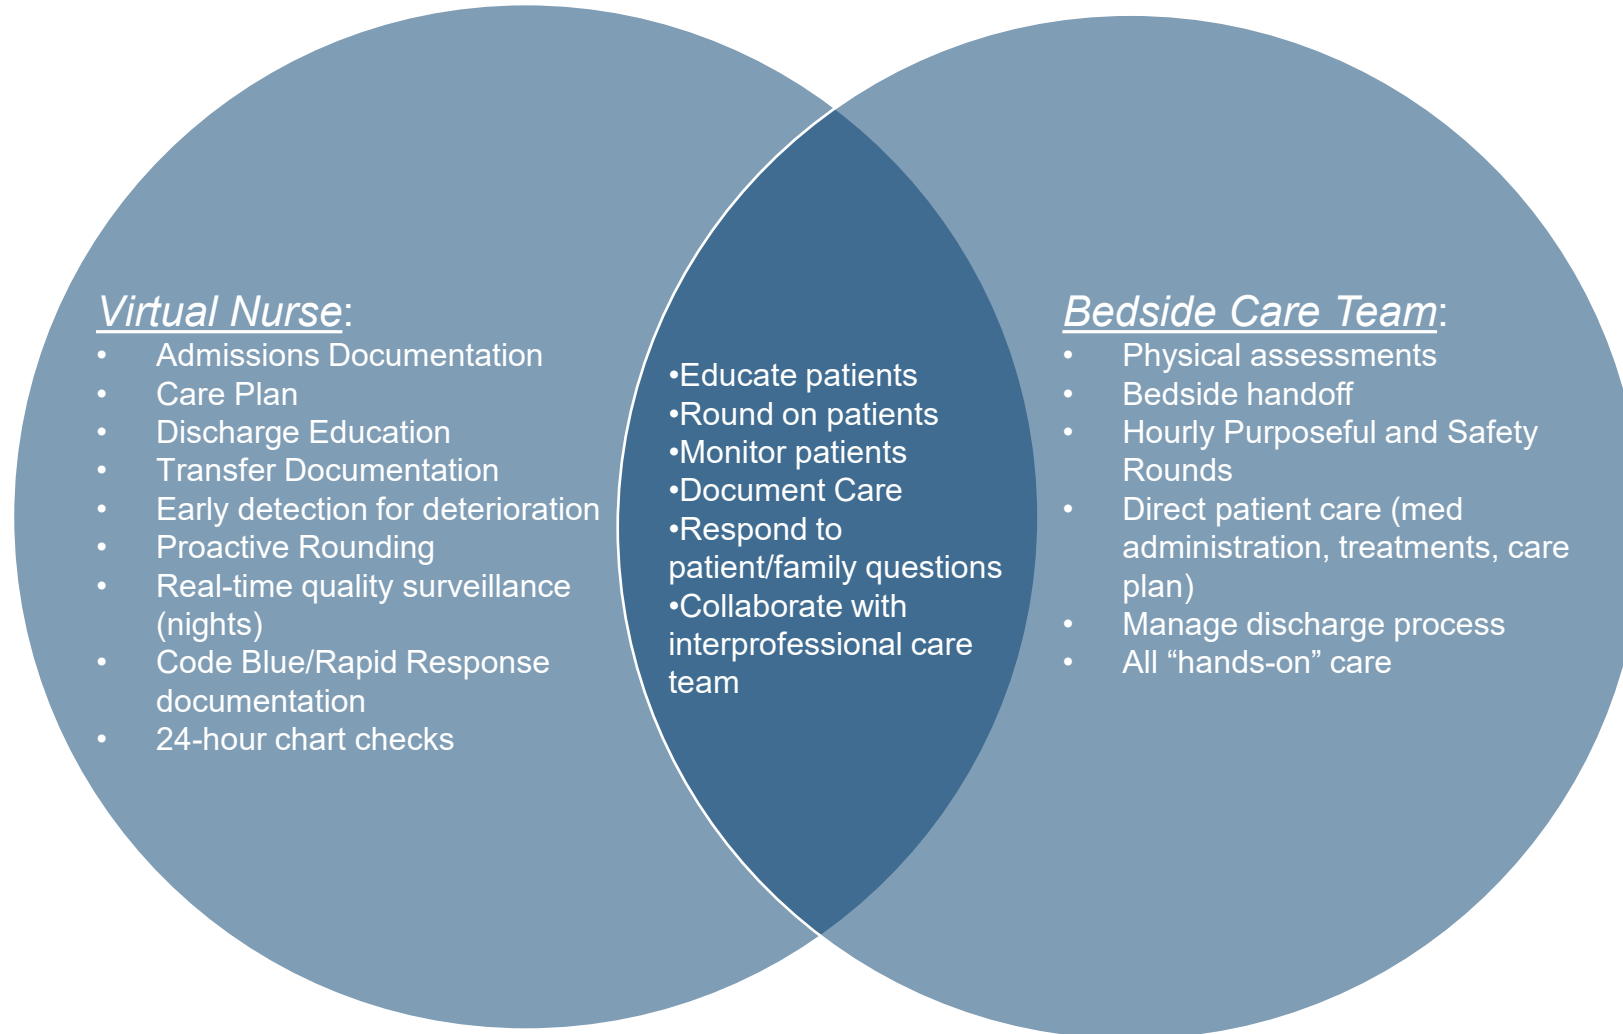 Virtual Nurse:
• Admissions Documentation
• Care Plan
• Discharge Education
• Transfer Documentation
• Early detection for deterioration
• Proactive Rounding
• Real-time quality surveillance
(nights)
• Code Blue/Rapid Response
documentation
• 24-hour chart checks
•Educate patients
•Round on patients
•Monitor patients
•Document Care
•Respond to
patient/family questions
•Collaborate with
interprofessional care
team
Bedside Care Team:
• Physical assessments
• Bedside handoff
• Hourly Purposeful and Safety
Rounds
• Direct patient care (med
administration, treatments, care
plan)
• Manage discharge process
• All “hands-on” care